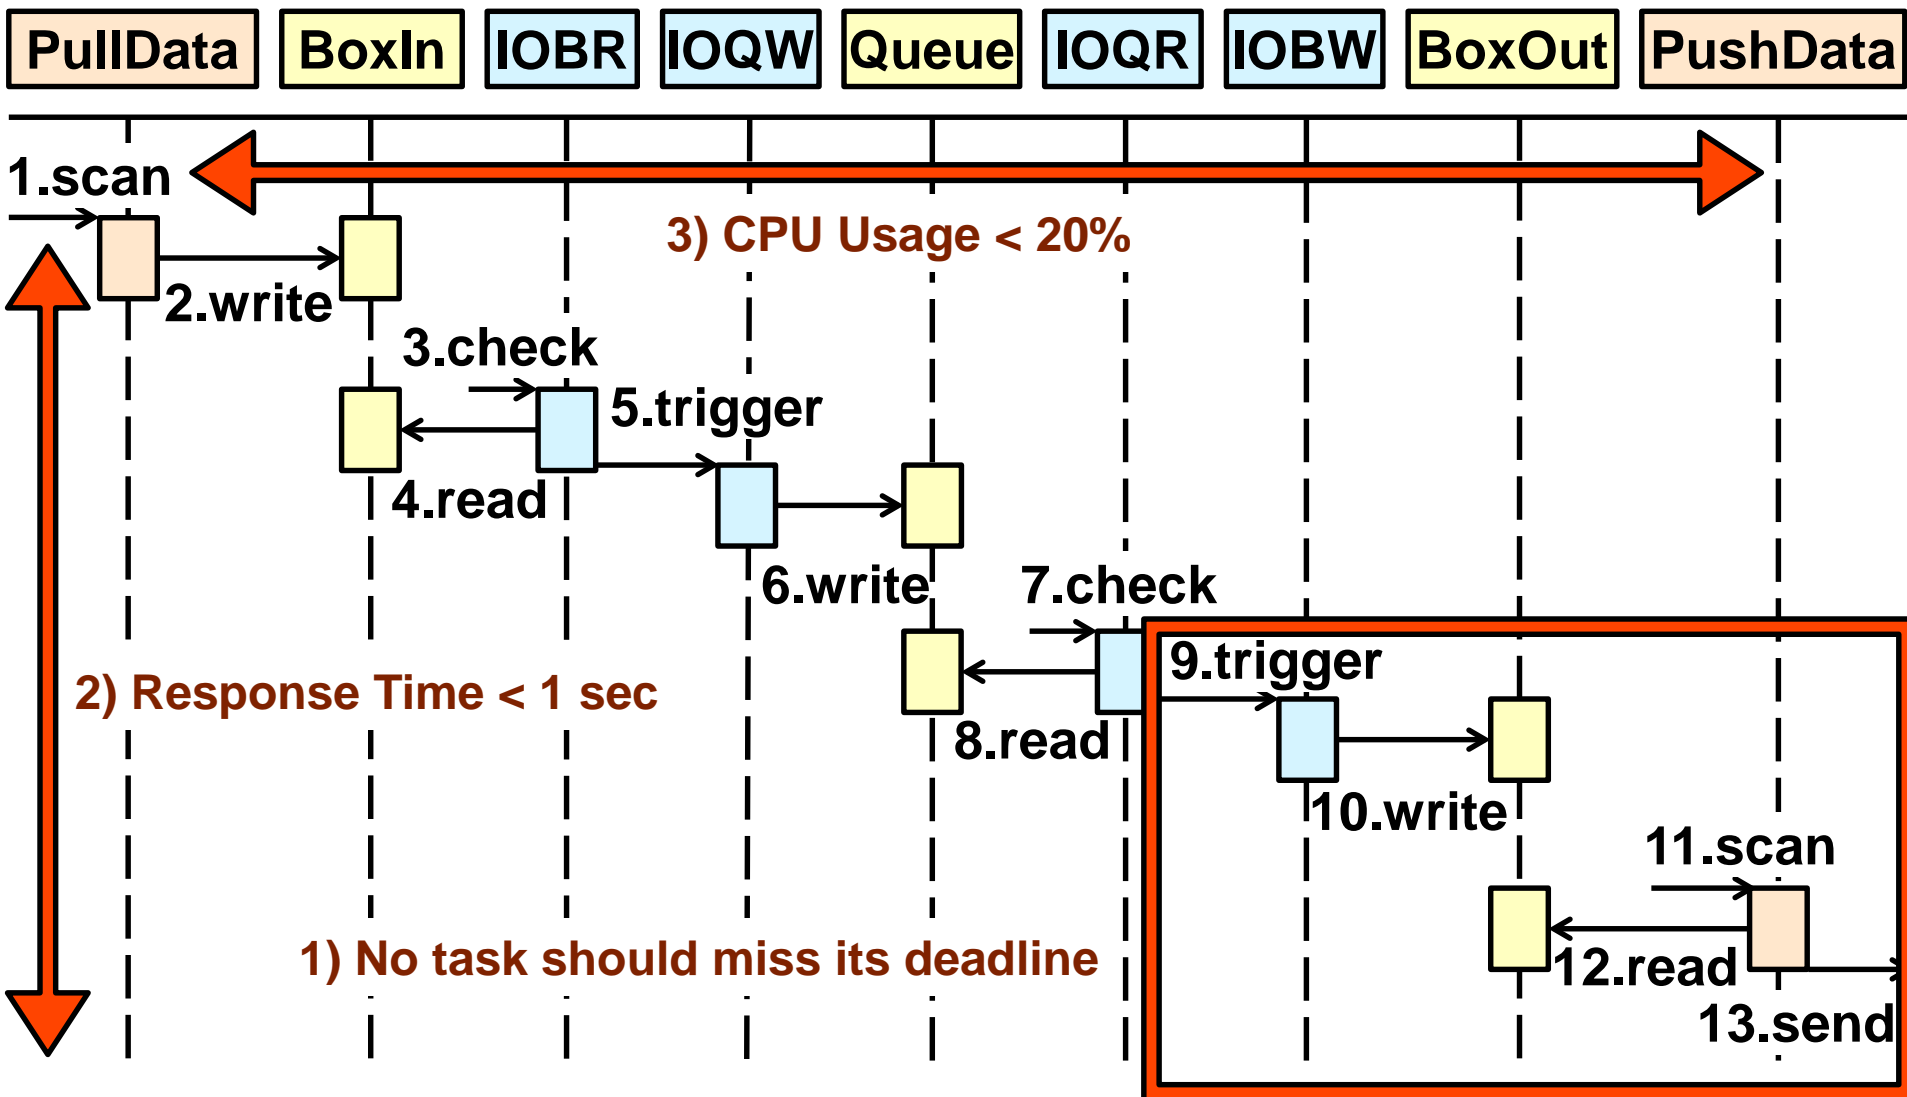 PullData BoxIn IOBR IOQW Queue IOQR IOBW BoxOut PushData
1.scan
3) CPU Usage < 20%
2.write
3.check
5.trigger
4.read
6.write
7.check
9.trigger
2) Response Time < 1 sec
8.read
10.write
11.scan
1) No task should miss its deadline
12.read
13.send